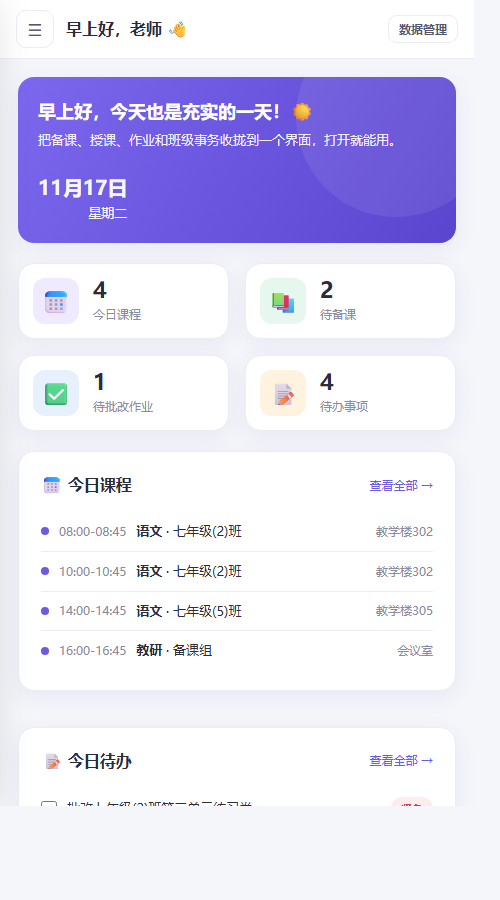 ☰ 早上好，老师 👋 数据管理
早上好，今天也是充实的一天！
把备课、授课、作业和班级事务收拢到一个界面，打开就能用。
11月17日
星期二
4
今日课程
2
待备课
1
待批改作业
4
待办事项
今日课程 查看全部 →
08:00-08:45 语文 · 七年级(2)班 教学楼302
10:00-10:45 语文 · 七年级(2)班 教学楼302
14:00-14:45 语文 · 七年级(5)班 教学楼305
16:00-16:45 教研 · 备课组 会议室
今日待办 查看全部 →